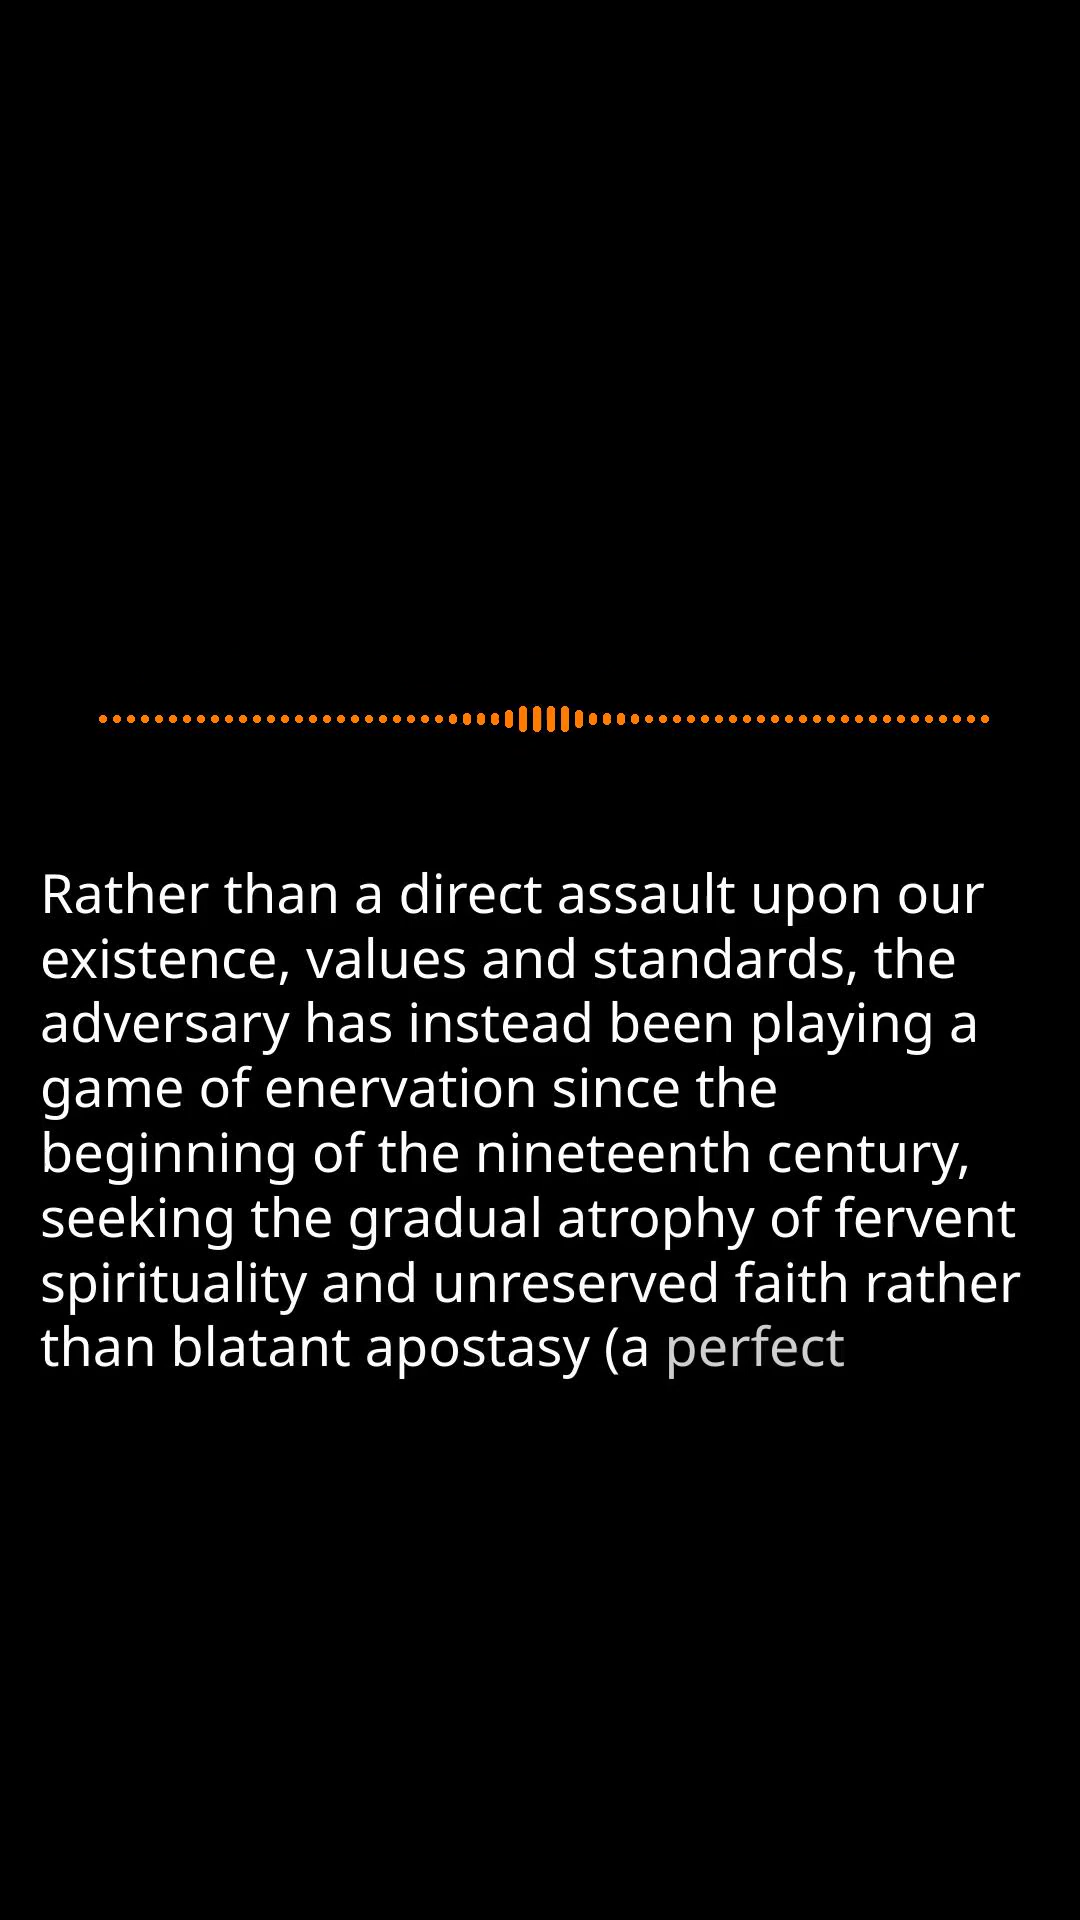 Rather than a direct assault upon our
existence, values and standards, the
adversary has instead been playing a
game of enervation since the
beginning of the nineteenth century,
seeking the gradual atrophy of fervent
spirituality and unreserved faith rather
than blatant apostasy (a perfect